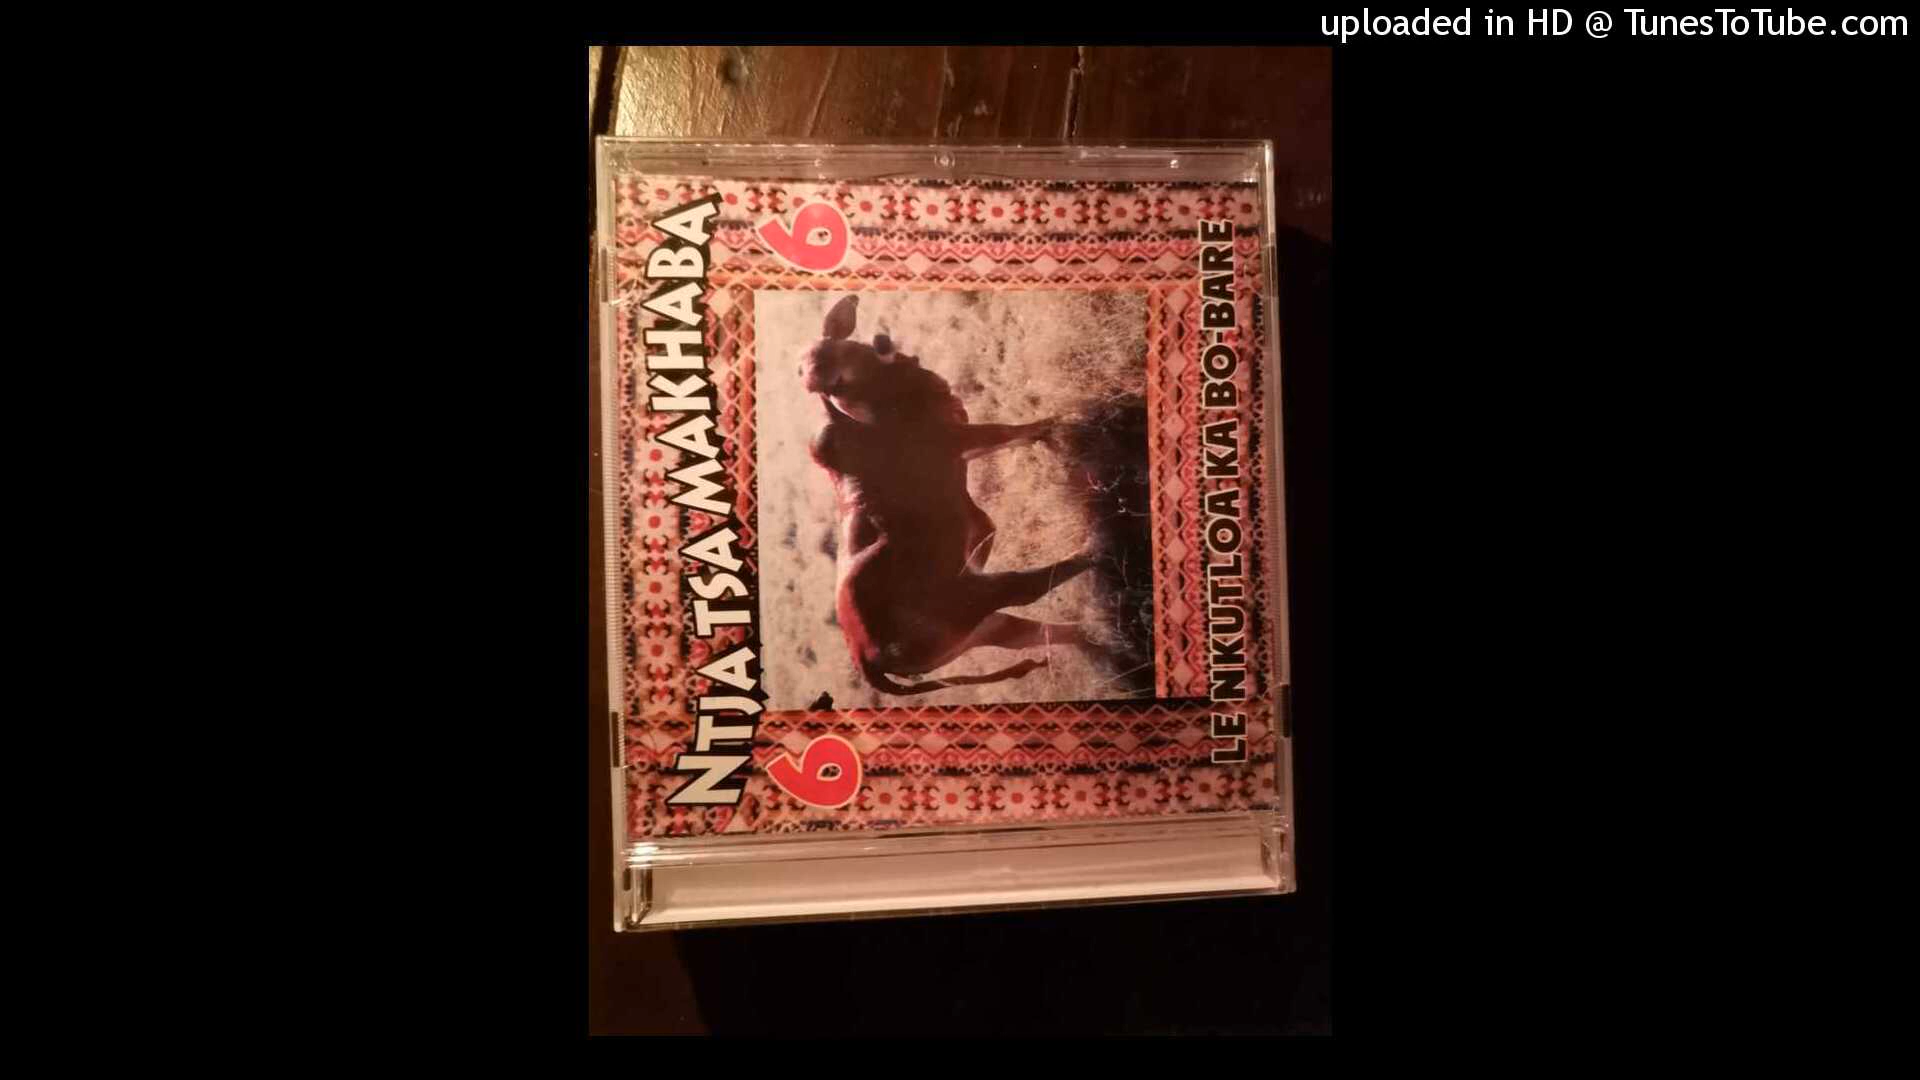 uploaded in HD @ TunesToTube.com
NTJA TSA MAKHABA
6 6
LE NKUTLOA KA BO-BARE